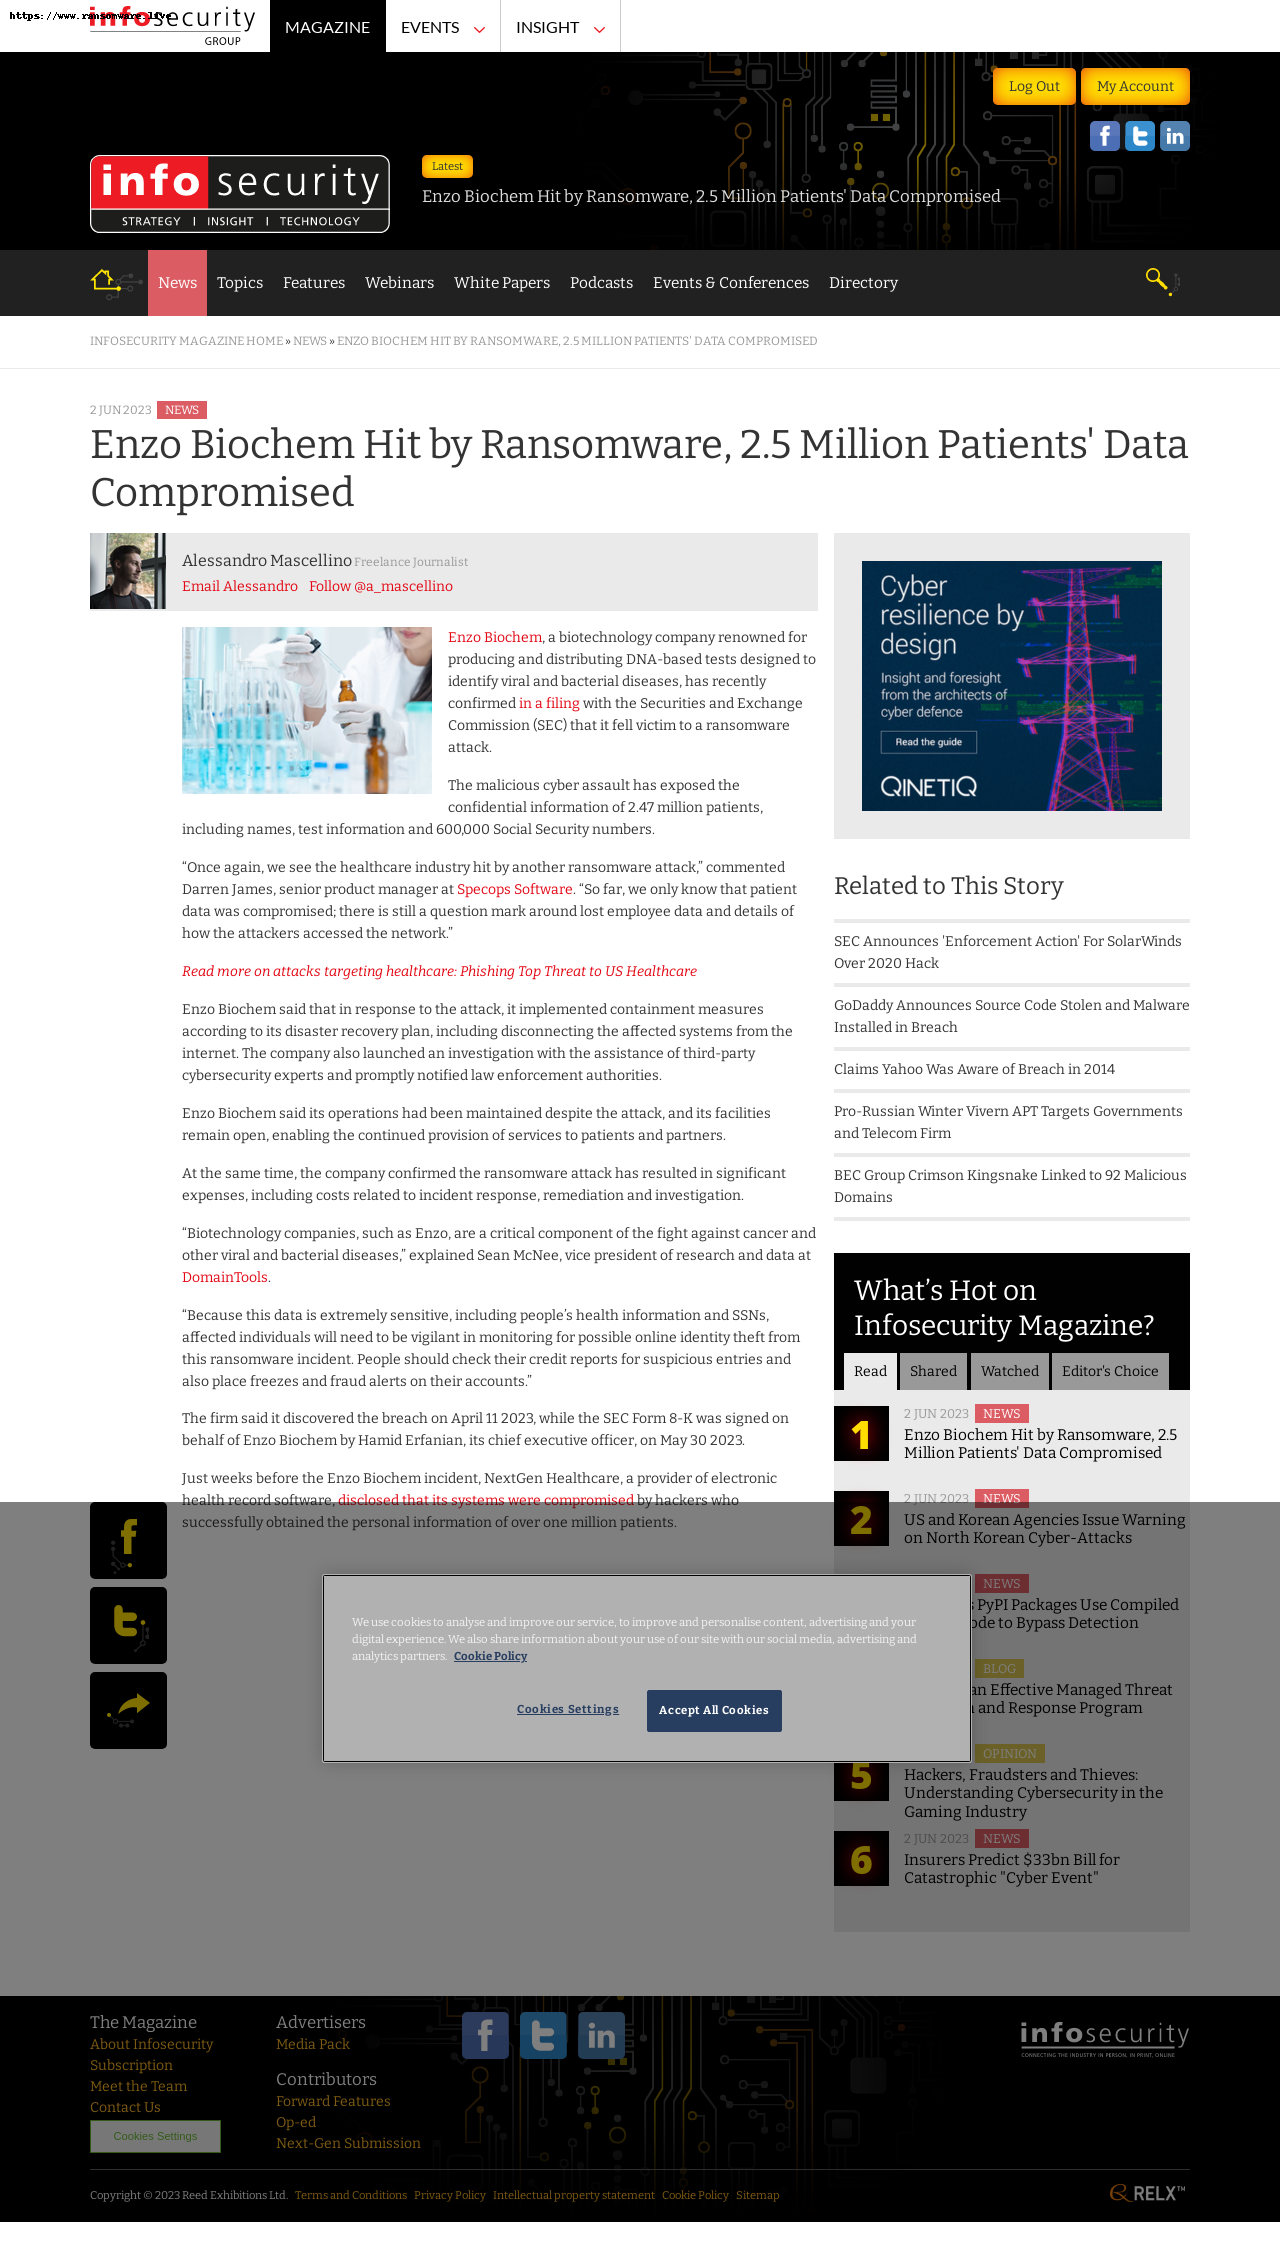 https://www.ransomware.live
infosecurity
GROUP
MAGAZINE
EVENTS
INSIGHT
Log Out
My Account
info security
STRATEGY | INSIGHT | TECHNOLOGY
Latest
Enzo Biochem Hit by Ransomware, 2.5 Million Patients' Data Compromised
News
Topics
Features
Webinars
White Papers
Podcasts
Events & Conferences
Directory
INFOSECURITY MAGAZINE HOME » NEWS » ENZO BIOCHEM HIT BY RANSOMWARE, 2.5 MILLION PATIENTS' DATA COMPROMISED
2 JUN 2023 NEWS
Enzo Biochem Hit by Ransomware, 2.5 Million Patients' Data
Compromised
Alessandro Mascellino Freelance Journalist
Email Alessandro Follow @a_mascellino
Enzo Biochem, a biotechnology company renowned for
producing and distributing DNA-based tests designed to
identify viral and bacterial diseases, has recently
confirmed in a filing with the Securities and Exchange
Commission (SEC) that it fell victim to a ransomware
attack.
The malicious cyber assault has exposed the
confidential information of 2.47 million patients,
including names, test information and 600,000 Social Security numbers.
“Once again, we see the healthcare industry hit by another ransomware attack,” commented
Darren James, senior product manager at Specops Software. “So far, we only know that patient
data was compromised; there is still a question mark around lost employee data and details of
how the attackers accessed the network.”
Read more on attacks targeting healthcare: Phishing Top Threat to US Healthcare
Enzo Biochem said that in response to the attack, it implemented containment measures
according to its disaster recovery plan, including disconnecting the affected systems from the
internet. The company also launched an investigation with the assistance of third-party
cybersecurity experts and promptly notified law enforcement authorities.
Enzo Biochem said its operations had been maintained despite the attack, and its facilities
remain open, enabling the continued provision of services to patients and partners.
At the same time, the company confirmed the ransomware attack has resulted in significant
expenses, including costs related to incident response, remediation and investigation.
“Biotechnology companies, such as Enzo, are a critical component of the fight against cancer and
other viral and bacterial diseases,” explained Sean McNee, vice president of research and data at
DomainTools.
“Because this data is extremely sensitive, including people’s health information and SSNs,
affected individuals will need to be vigilant in monitoring for possible online identity theft from
this ransomware incident. People should check their credit reports for suspicious entries and
also place freezes and fraud alerts on their accounts.”
The firm said it discovered the breach on April 11 2023, while the SEC Form 8-K was signed on
behalf of Enzo Biochem by Hamid Erfanian, its chief executive officer, on May 30 2023.
Just weeks before the Enzo Biochem incident, NextGen Healthcare, a provider of electronic
health record software, disclosed that its systems were compromised by hackers who
successfully obtained the personal information of over one million patients.
Cyber
resilience by
design
Insight and foresight
from the architects of
cyber defence
Read the guide
QINETIQ
Related to This Story
SEC Announces 'Enforcement Action' For SolarWinds
Over 2020 Hack
GoDaddy Announces Source Code Stolen and Malware
Installed in Breach
Claims Yahoo Was Aware of Breach in 2014
Pro-Russian Winter Vivern APT Targets Governments
and Telecom Firm
BEC Group Crimson Kingsnake Linked to 92 Malicious
Domains
What’s Hot on
Infosecurity Magazine?
Read
Shared
Watched
Editor's Choice
1
2 JUN 2023 NEWS
Enzo Biochem Hit by Ransomware, 2.5
Million Patients' Data Compromised
2
2 JUN 2023 NEWS
US and Korean Agencies Issue Warning
on North Korean Cyber-Attacks
NEWS
PyPI Packages Use Compiled
to Bypass Detection
BLOG
an Effective Managed Threat
and Response Program
5
OPINION
Hackers, Fraudsters and Thieves:
Understanding Cybersecurity in the
Gaming Industry
6
2 JUN 2023 NEWS
Insurers Predict $33bn Bill for
Catastrophic "Cyber Event"
We use cookies to analyse and improve our service, to improve and personalise content, advertising and your
digital experience. We also share information about your use of our site with our social media, advertising and
analytics partners. Cookie Policy
Cookies Settings
Accept All Cookies
The Magazine
About Infosecurity
Subscription
Meet the Team
Contact Us
Cookies Settings
Advertisers
Media Pack
Contributors
Forward Features
Op-ed
Next-Gen Submission
infosecurity
CONNECTING THE INDUSTRY IN PERSON, IN PRINT, ONLINE
Copyright © 2023 Reed Exhibitions Ltd. Terms and Conditions Privacy Policy Intellectual property statement Cookie Policy Sitemap
RELX™